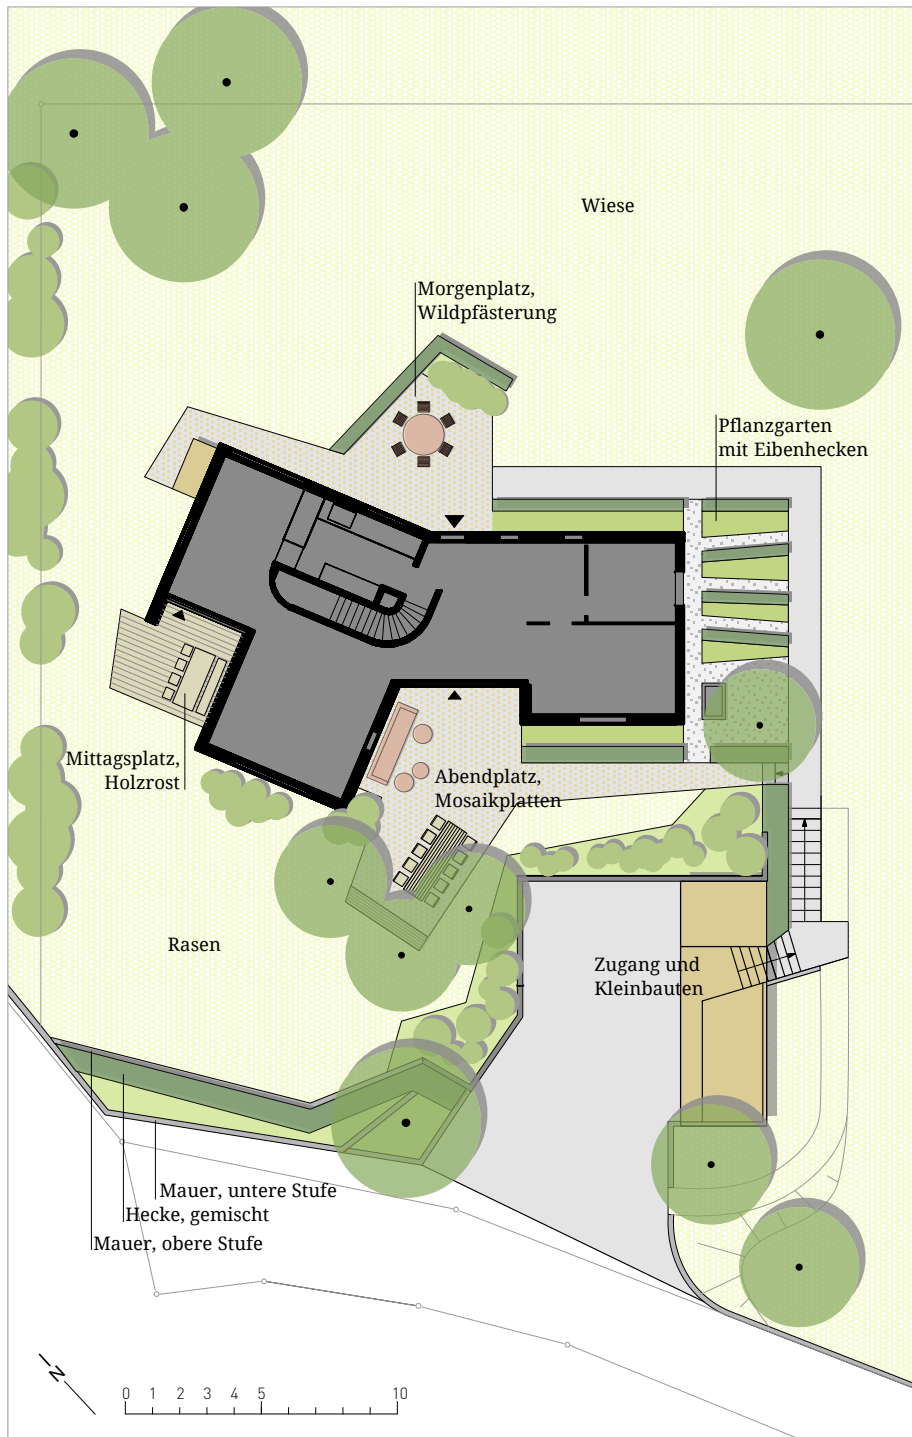 Wiese
Morgenplatz,
Wildpfästerung
Pflanzgarten
mit Eibenhecken
Mittagsplatz,
Holzrost
Abendplatz,
Mosaikplatten
Rasen
Zugang und
Kleinbauten
Mauer, untere Stufe
Hecke, gemischt
Mauer, obere Stufe
N
0 1 2 3 4 5 10